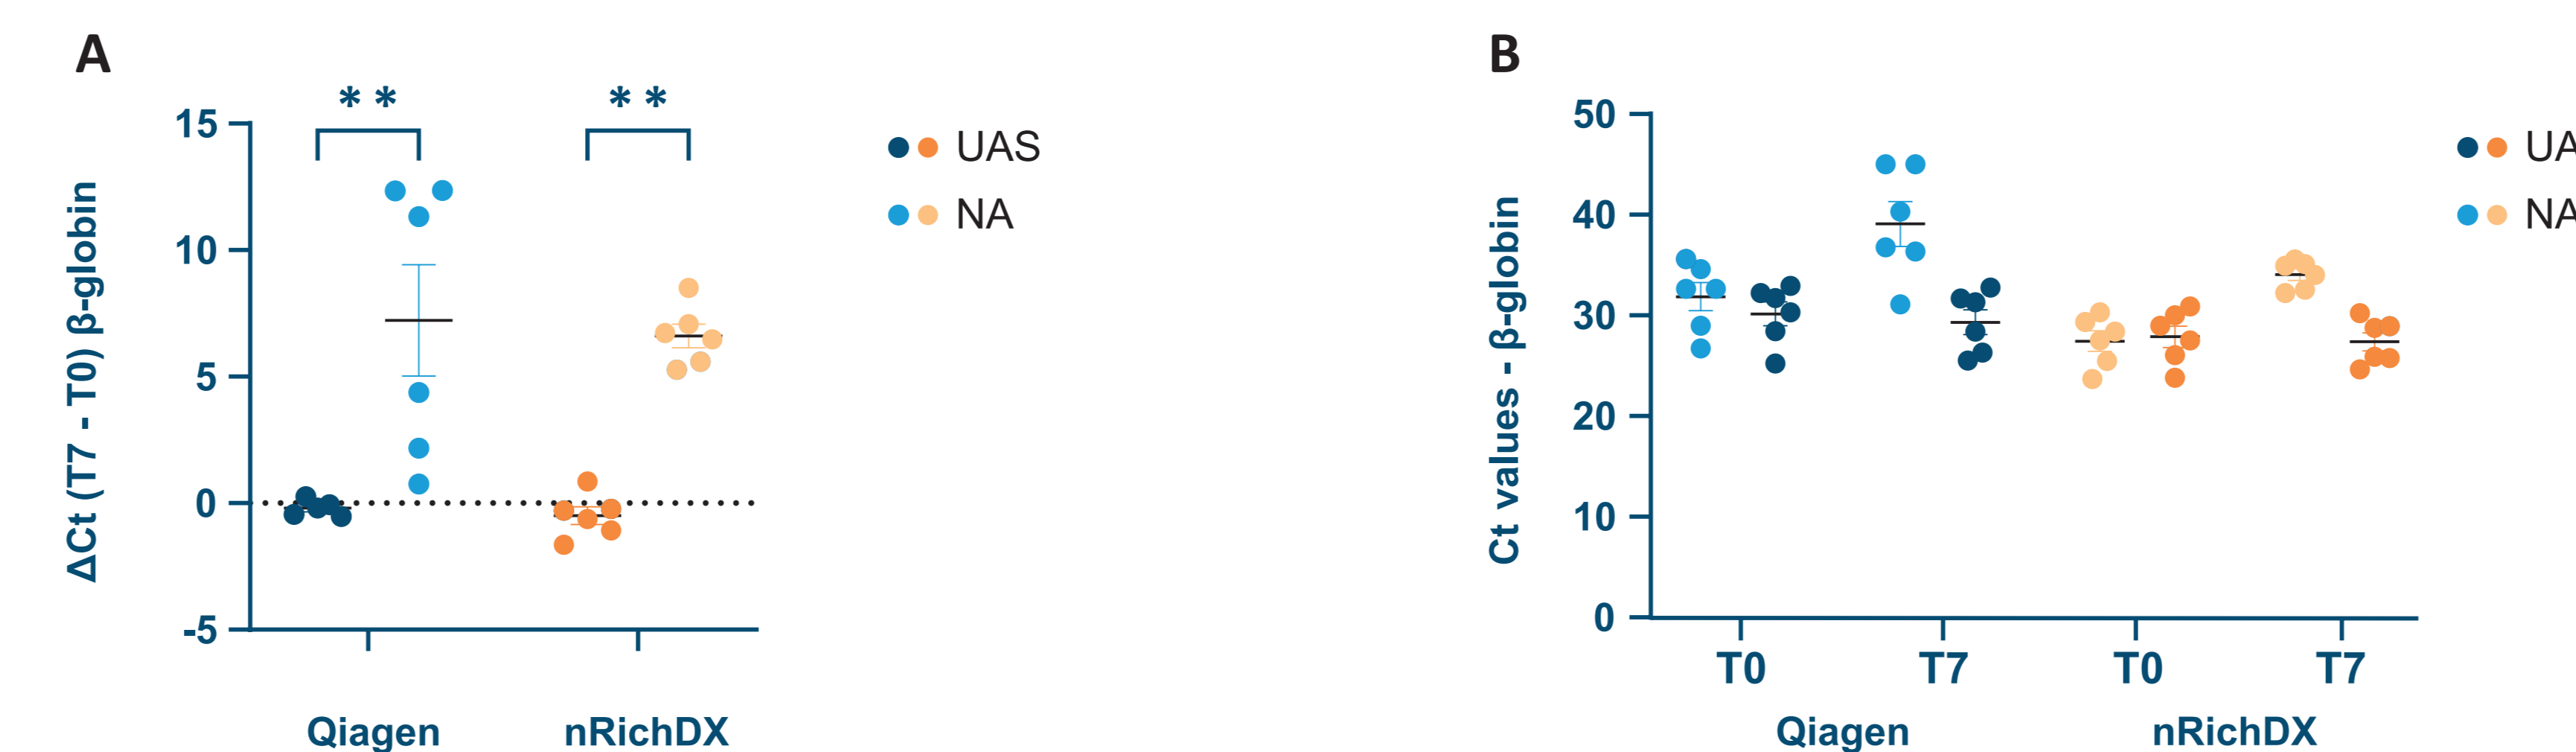 A
* *
* *
15
10
5
0
-5
ΔCt (T7 - T0) β-globin
Qiagen
nRichDX
UAS
NA
B
50
40
30
20
10
0
Ct values - β-globin
T0
T7
T0
T7
Qiagen
nRichDX
UA
NA